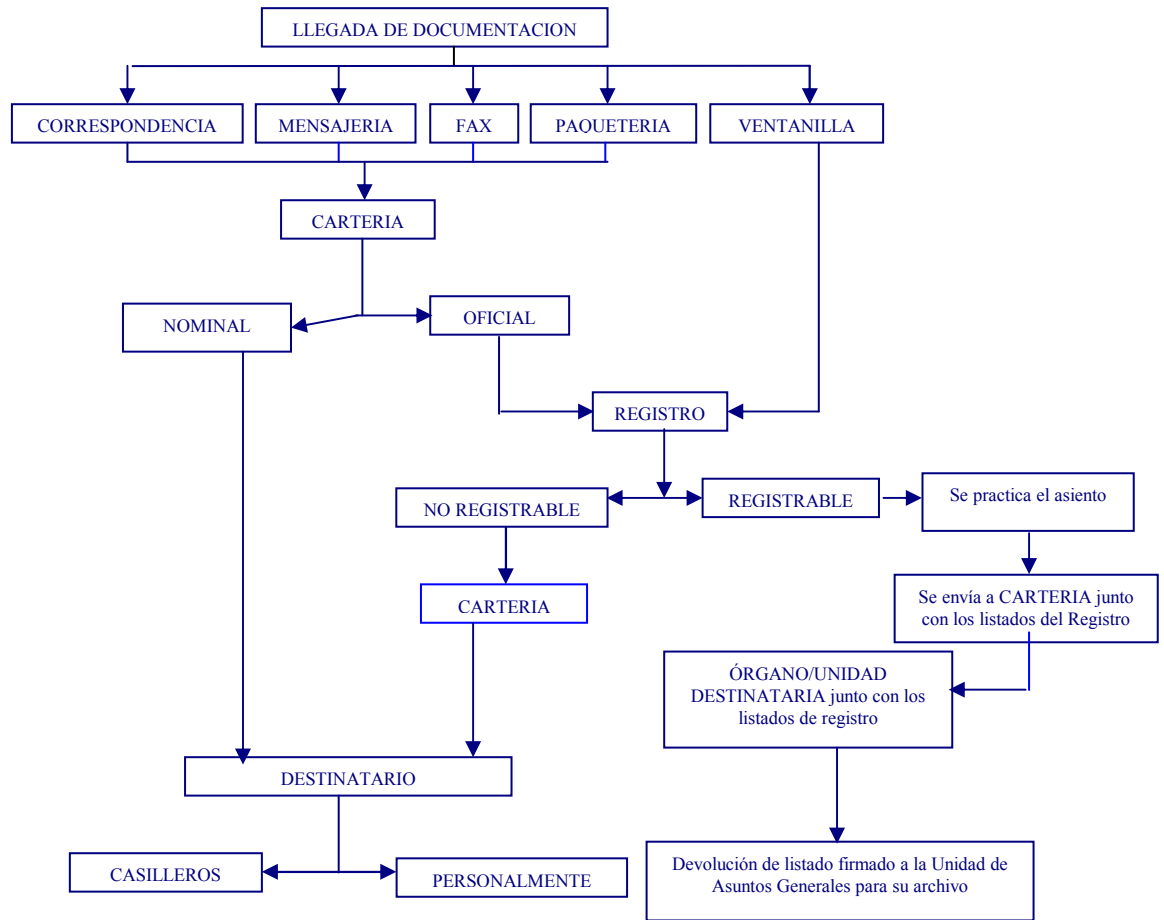 LLEGADA DE DOCUMENTACION
CORRESPONDENCIA
MENSAJERIA
FAX
PAQUETERIA
VENTANILLA
CARTERIA
NOMINAL
OFICIAL
REGISTRO
NO REGISTRABLE
REGISTRABLE
Se practica el asiento
CARTERIA
Se envía a CARTERIA junto
con los listados del Registro
ÓRGANO/UNIDAD
DESTINATARIA junto con los
listados de registro
DESTINATARIO
CASILLEROS
PERSONALMENTE
Devolución de listado firmado a la Unidad de
Asuntos Generales para su archivo